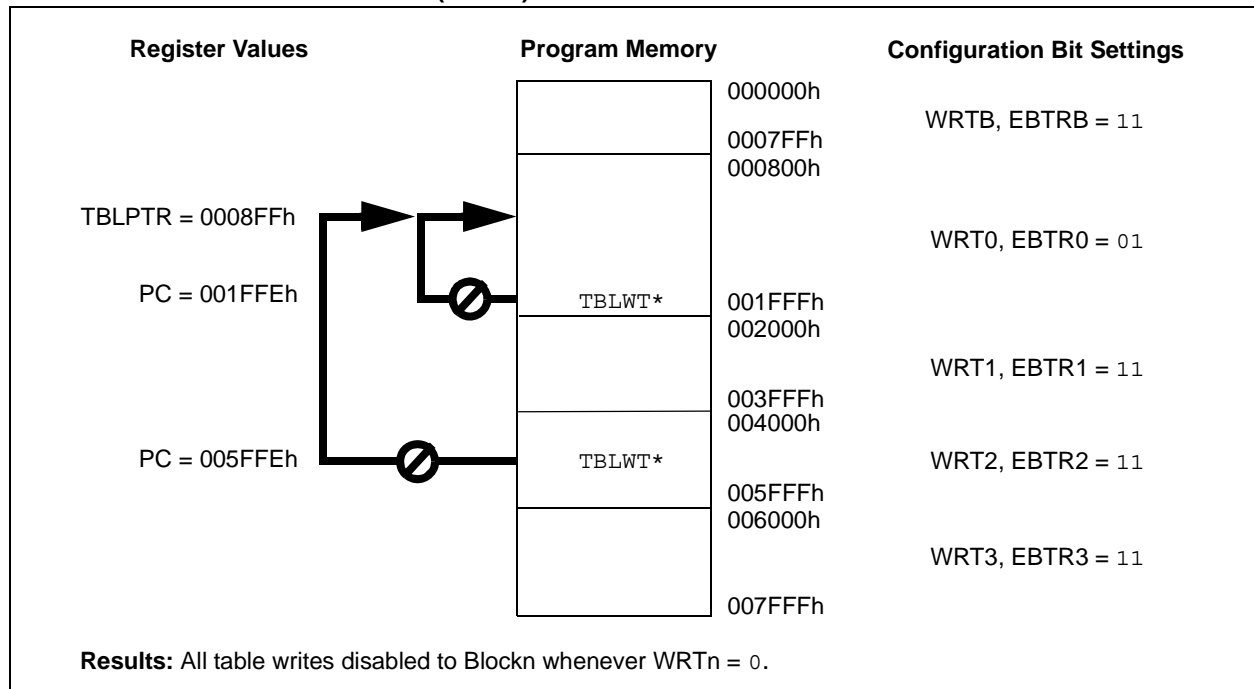 Register Values Program Memory Configuration Bit Settings
000000h
WRTB, EBTRB = 11
0007FFh
000800h
TBLPTR = 0008FFh
WRT0, EBTR0 = 01
PC = 001FFEh TBLWT* 001FFFh
002000h
WRT1, EBTR1 = 11
003FFFh
004000h
PC = 005FFEh TBLWT* WRT2, EBTR2 = 11
005FFFh
006000h
WRT3, EBTR3 = 11
007FFFh
Results: All table writes disabled to Blockn whenever WRTn = 0.